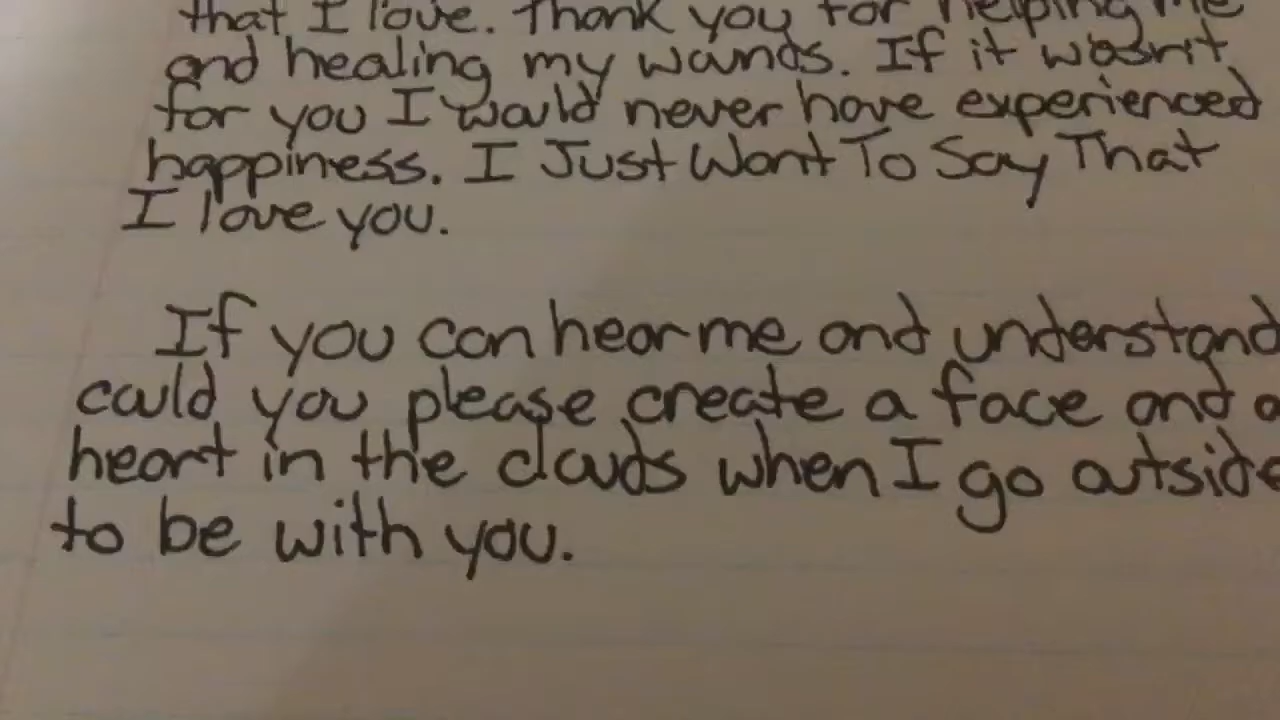 that I love. Thank you for helping me
and healing my wounds. If it wasn't
for you I would never have experienced
happiness. I Just Want To Say That
I love you.
If you can hear me and understand
could you please create a face and a
heart in the clouds when I go outside
to be with you.